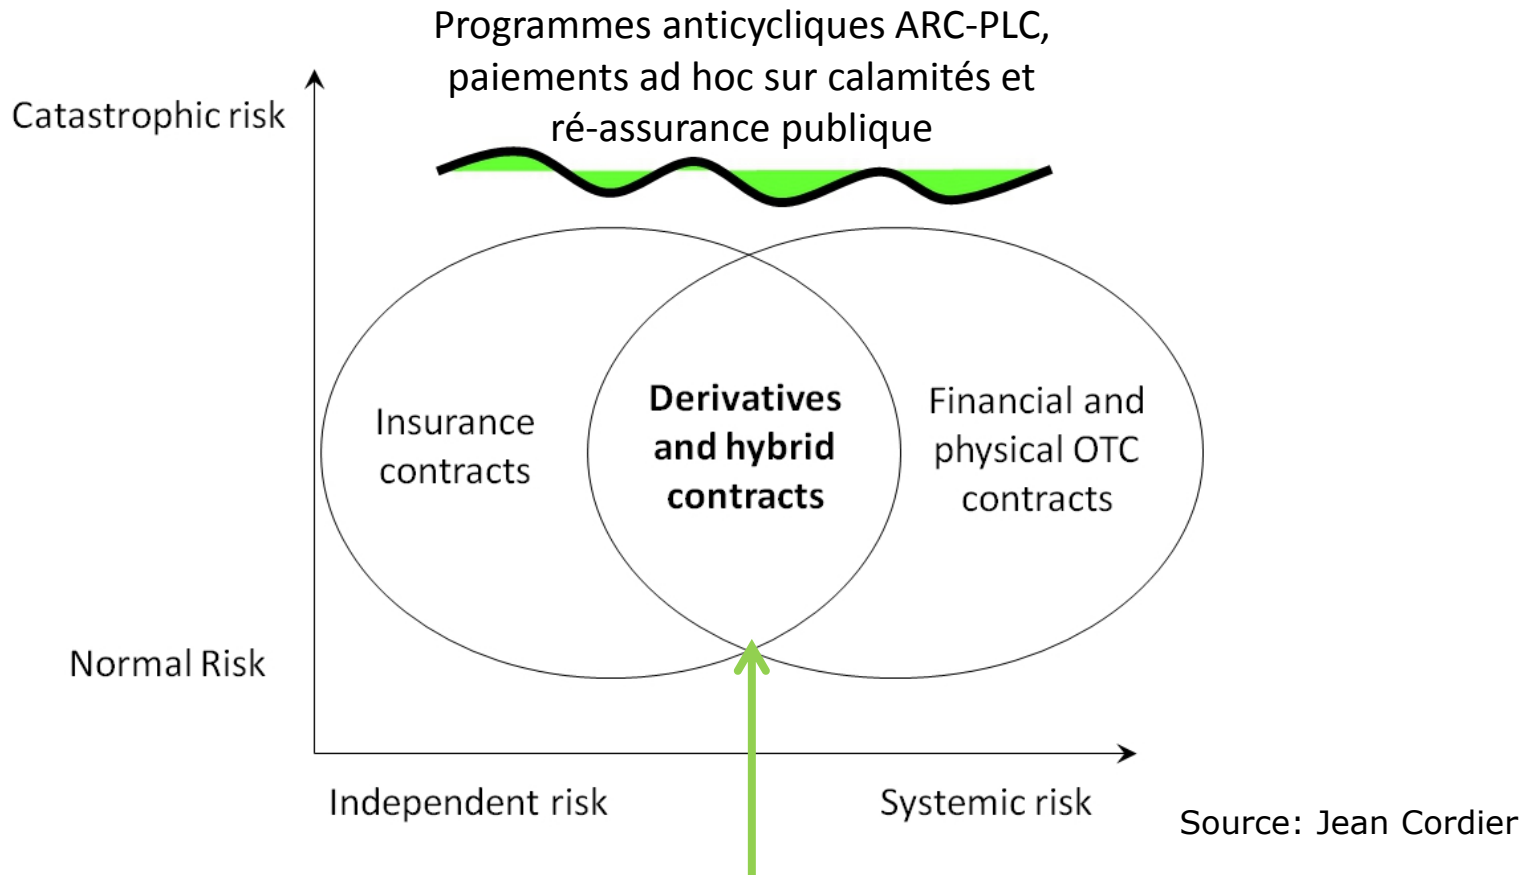 Programmes anticycliques ARC-PLC,
paiements ad hoc sur calamités et
ré-assurance publique
Catastrophic risk
Insurance
contracts
Derivatives
and hybrid
contracts
Financial and
physical OTC
contracts
Normal Risk
Independent risk
Systemic risk
Source: Jean Cordier